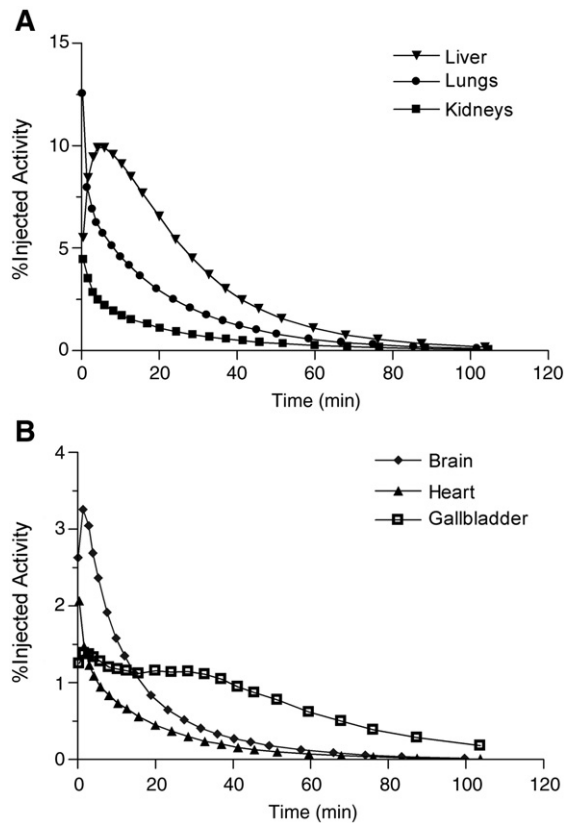 A
15
10
5
0
%Injected Activity
Liver
Lungs
Kidneys
0 20 40 60 80 100 120
Time (min)
B
4
3
2
1
0
%Injected Activity
Brain
Heart
Gallbladder
0 20 40 60 80 100 120
Time (min)